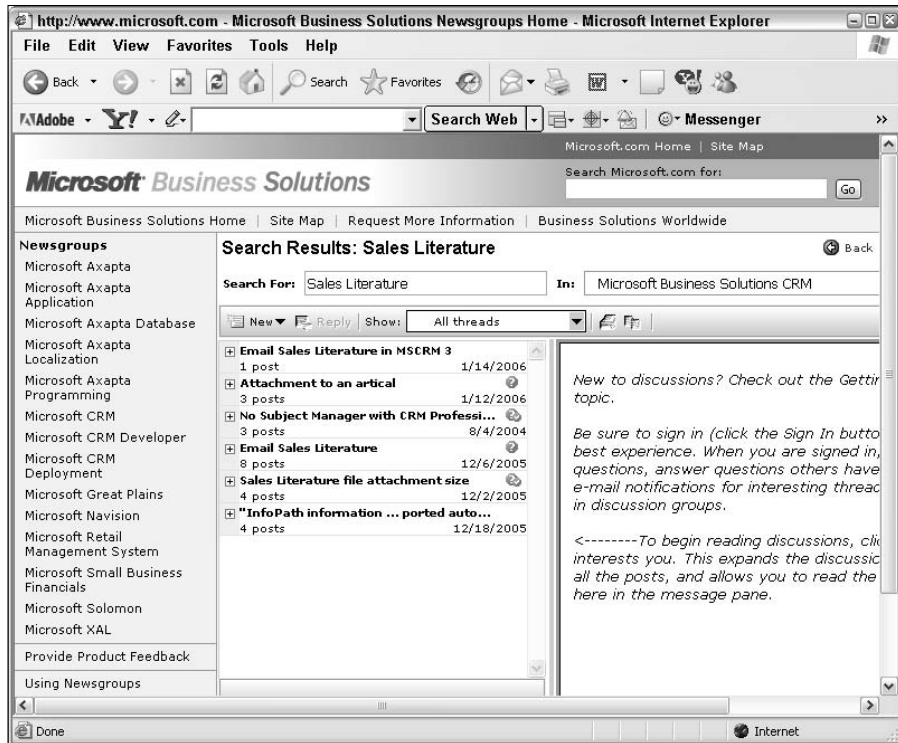 http://www.microsoft.com - Microsoft Business Solutions Newsgroups Home - Microsoft Internet Explorer
File Edit View Favorites Tools Help
Back Search Favorites
Adobe Y! Search Web Messenger »
Microsoft.com Home | Site Map
Microsoft Business Solutions
Search Microsoft.com for:
Go
Microsoft Business Solutions Home | Site Map | Request More Information | Business Solutions Worldwide
Newsgroups
Microsoft Axapta
Microsoft Axapta
Application
Microsoft Axapta Database
Microsoft Axapta
Localization
Microsoft Axapta
Programming
Microsoft CRM
Microsoft CRM Developer
Microsoft CRM
Deployment
Microsoft Great Plains
Microsoft Navision
Microsoft Retail
Management System
Microsoft Small Business
Financials
Microsoft Solomon
Microsoft XAL
Provide Product Feedback
Using Newsgroups
Search Results: Sales Literature
Back
Search For: Sales Literature In: Microsoft Business Solutions CRM
New Reply Show: All threads
Email Sales Literature in MSCRM 3
1 post 1/14/2006
Attachment to an artical
3 posts 1/12/2006
No Subject Manager with CRM Professi...
3 posts 8/4/2004
Email Sales Literature
8 posts 12/6/2005
Sales Literature file attachment size
4 posts 12/2/2005
"InfoPath information ... ported auto...
4 posts 12/18/2005
New to discussions? Check out the Gettin
topic.
Be sure to sign in (click the Sign In butto
best experience. When you are signed in,
questions, answer questions others have
e-mail notifications for interesting threac
in discussion groups.
<--------To begin reading discussions, clic
interests you. This expands the discussic
all the posts, and allows you to read the
here in the message pane.
Done Internet